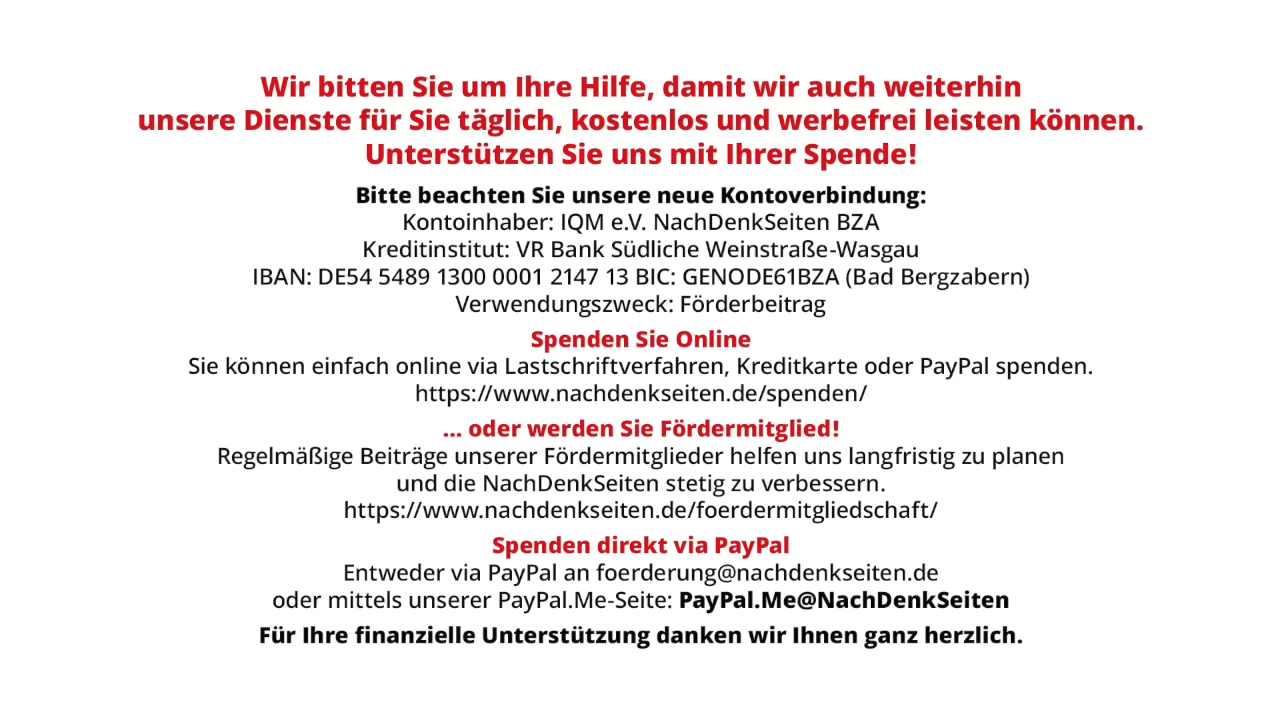 Wir bitten Sie um Ihre Hilfe, damit wir auch weiterhin
unsere Dienste für Sie täglich, kostenlos und werbefrei leisten können.
Unterstützen Sie uns mit Ihrer Spende!
Bitte beachten Sie unsere neue Kontoverbindung:
Kontoinhaber: IQM e.V. NachDenkSeiten BZA
Kreditinstitut: VR Bank Südliche Weinstraße-Wasgau
IBAN: DE54 5489 1300 0001 2147 13 BIC: GENODE61BZA (Bad Bergzabern)
Verwendungszweck: Förderbeitrag
Spenden Sie Online
Sie können einfach online via Lastschriftverfahren, Kreditkarte oder PayPal spenden.
https://www.nachdenkseiten.de/spenden/
... oder werden Sie Fördermitglied!
Regelmäßige Beiträge unserer Fördermitglieder helfen uns langfristig zu planen
und die NachDenkSeiten stetig zu verbessern.
https://www.nachdenkseiten.de/foerdermitgliedschaft/
Spenden direkt via PayPal
Entweder via PayPal an foerderung@nachdenkseiten.de
oder mittels unserer PayPal.Me-Seite: PayPal.Me@NachDenkSeiten
Für Ihre finanzielle Unterstützung danken wir Ihnen ganz herzlich.